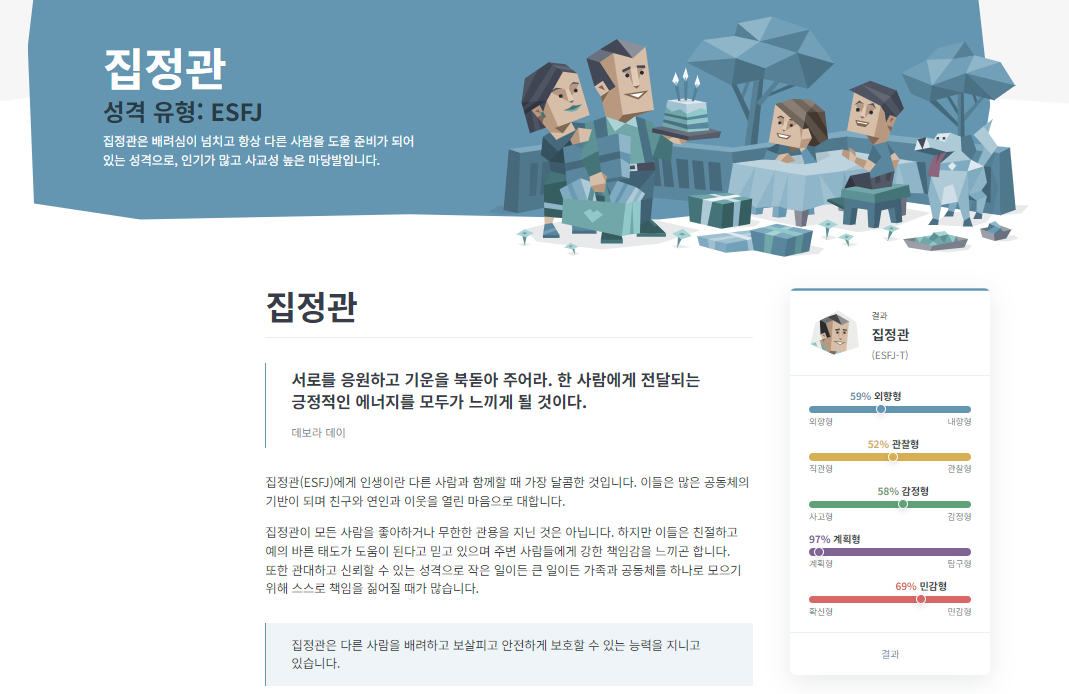 집정관
성격 유형: ESFJ
집정관은 배려심이 넘치고 항상 다른 사람을 도울 준비가 되어
있는 성격으로, 인기가 많고 사교성 높은 마당발입니다.
집정관
서로를 응원하고 기운을 북돋아 주어라. 한 사람에게 전달되는
긍정적인 에너지를 모두가 느끼게 될 것이다.
데보라 데이
집정관(ESFJ)에게 인생이란 다른 사람과 함께할 때 가장 달콤한 것입니다. 이들은 많은 공동체의
기반이 되며 친구와 연인과 이웃을 열린 마음으로 대합니다.
집정관이 모든 사람을 좋아하거나 무한한 관용을 지닌 것은 아닙니다. 하지만 이들은 친절하고
예의 바른 태도가 도움이 된다고 믿고 있으며 주변 사람들에게 강한 책임감을 느끼곤 합니다.
또한 관대하고 신뢰할 수 있는 성격으로 작은 일이든 큰 일이든 가족과 공동체를 하나로 모으기
위해 스스로 책임을 짊어질 때가 많습니다.
집정관은 다른 사람을 배려하고 보살피고 안전하게 보호할 수 있는 능력을 지니고
있습니다.
결과
집정관
(ESFJ-T)
59% 외향형
외향형 내향형
52% 관찰형
직관형 관찰형
58% 감정형
사고형 감정형
97% 계획형
계획형 탐구형
69% 민감형
확신형 민감형
결과